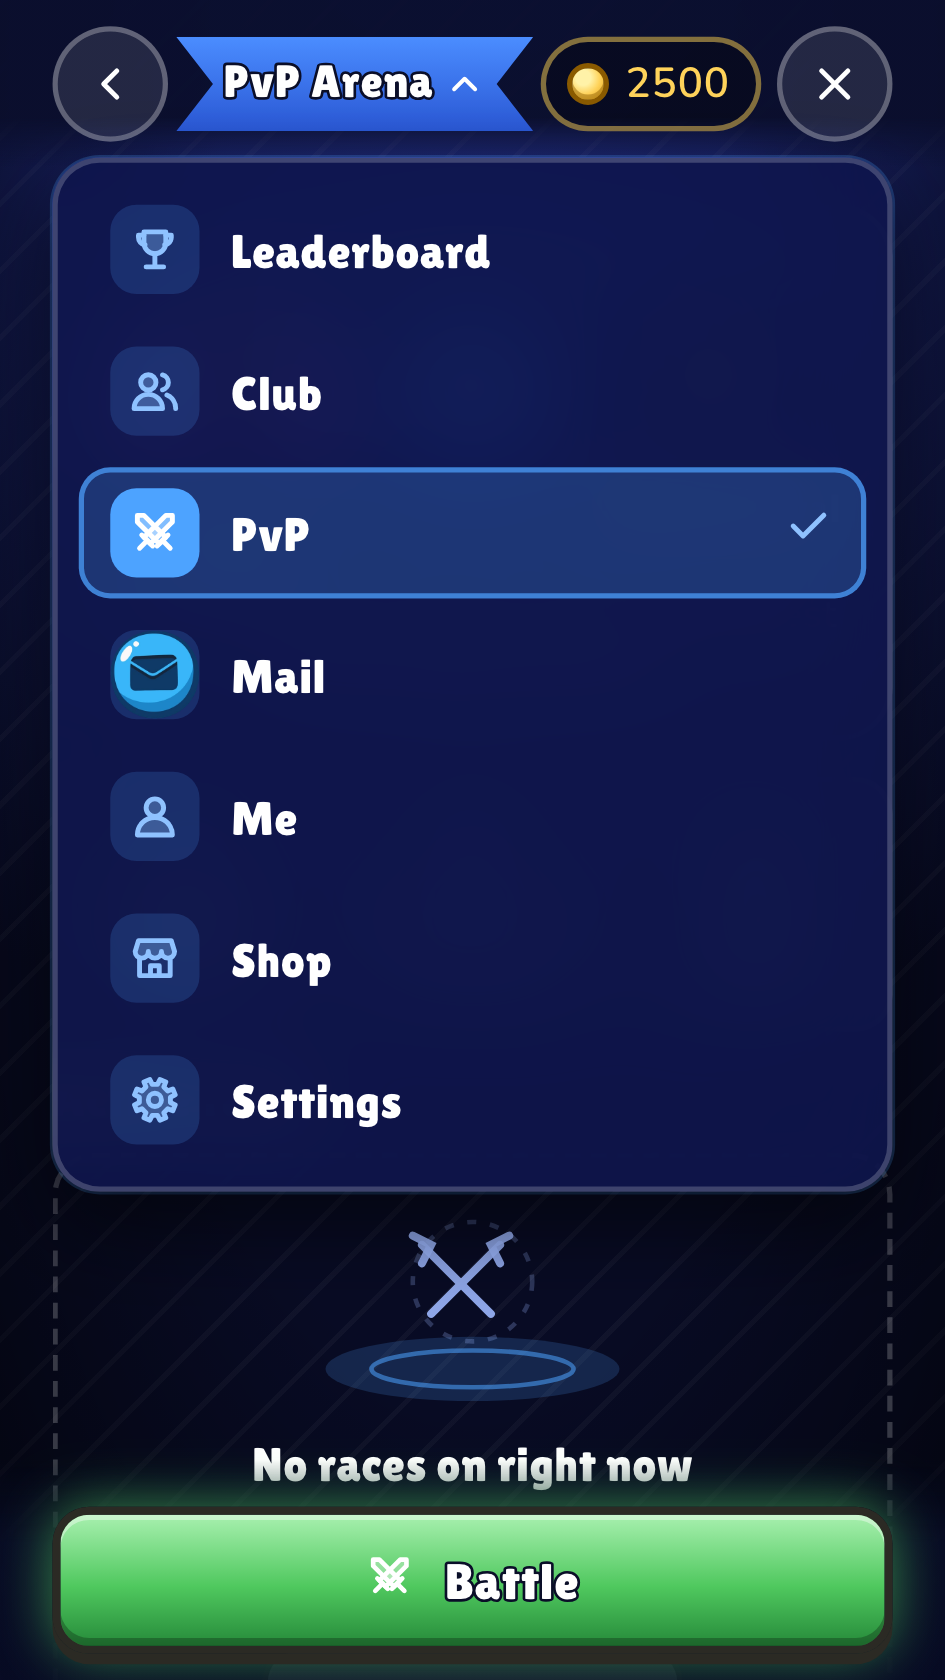 PvP Arena
2500
Leaderboard
Club
PvP
Mail
Me
Shop
Settings
No races on right now
Battle